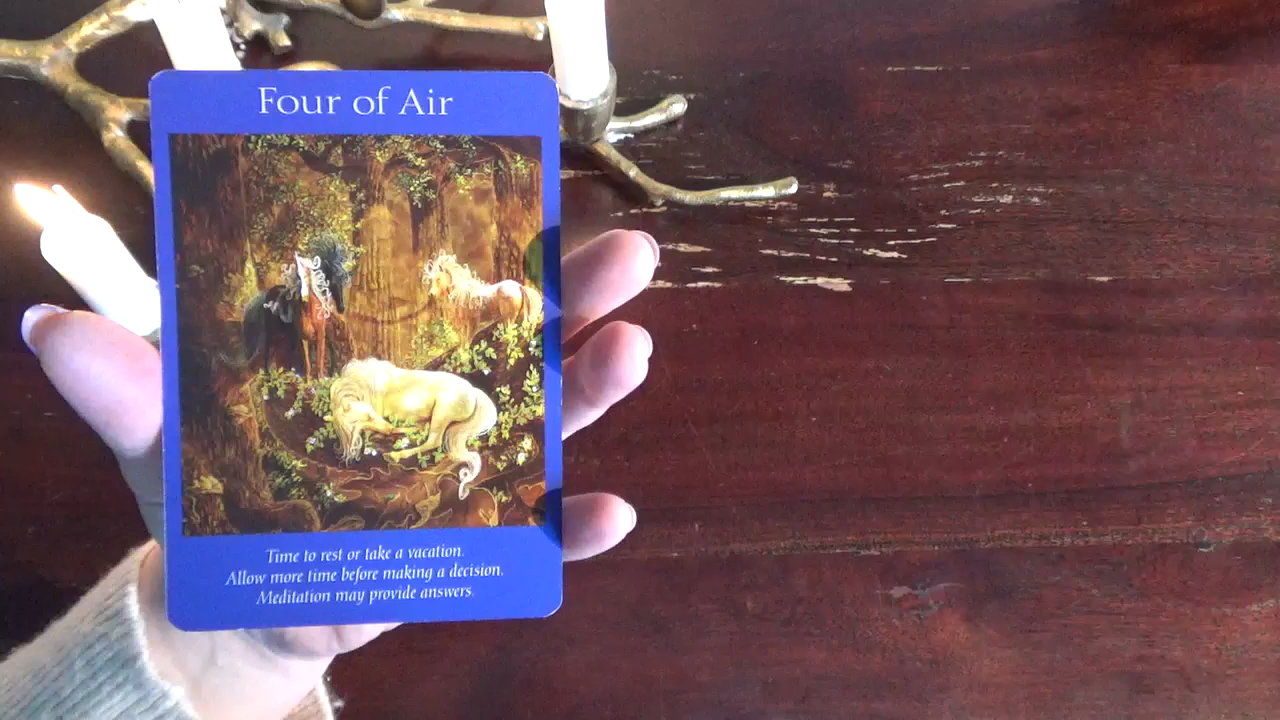 Four of Air
Time to rest or take a vacation.
Allow more time before making a decision.
Meditation may provide answers.